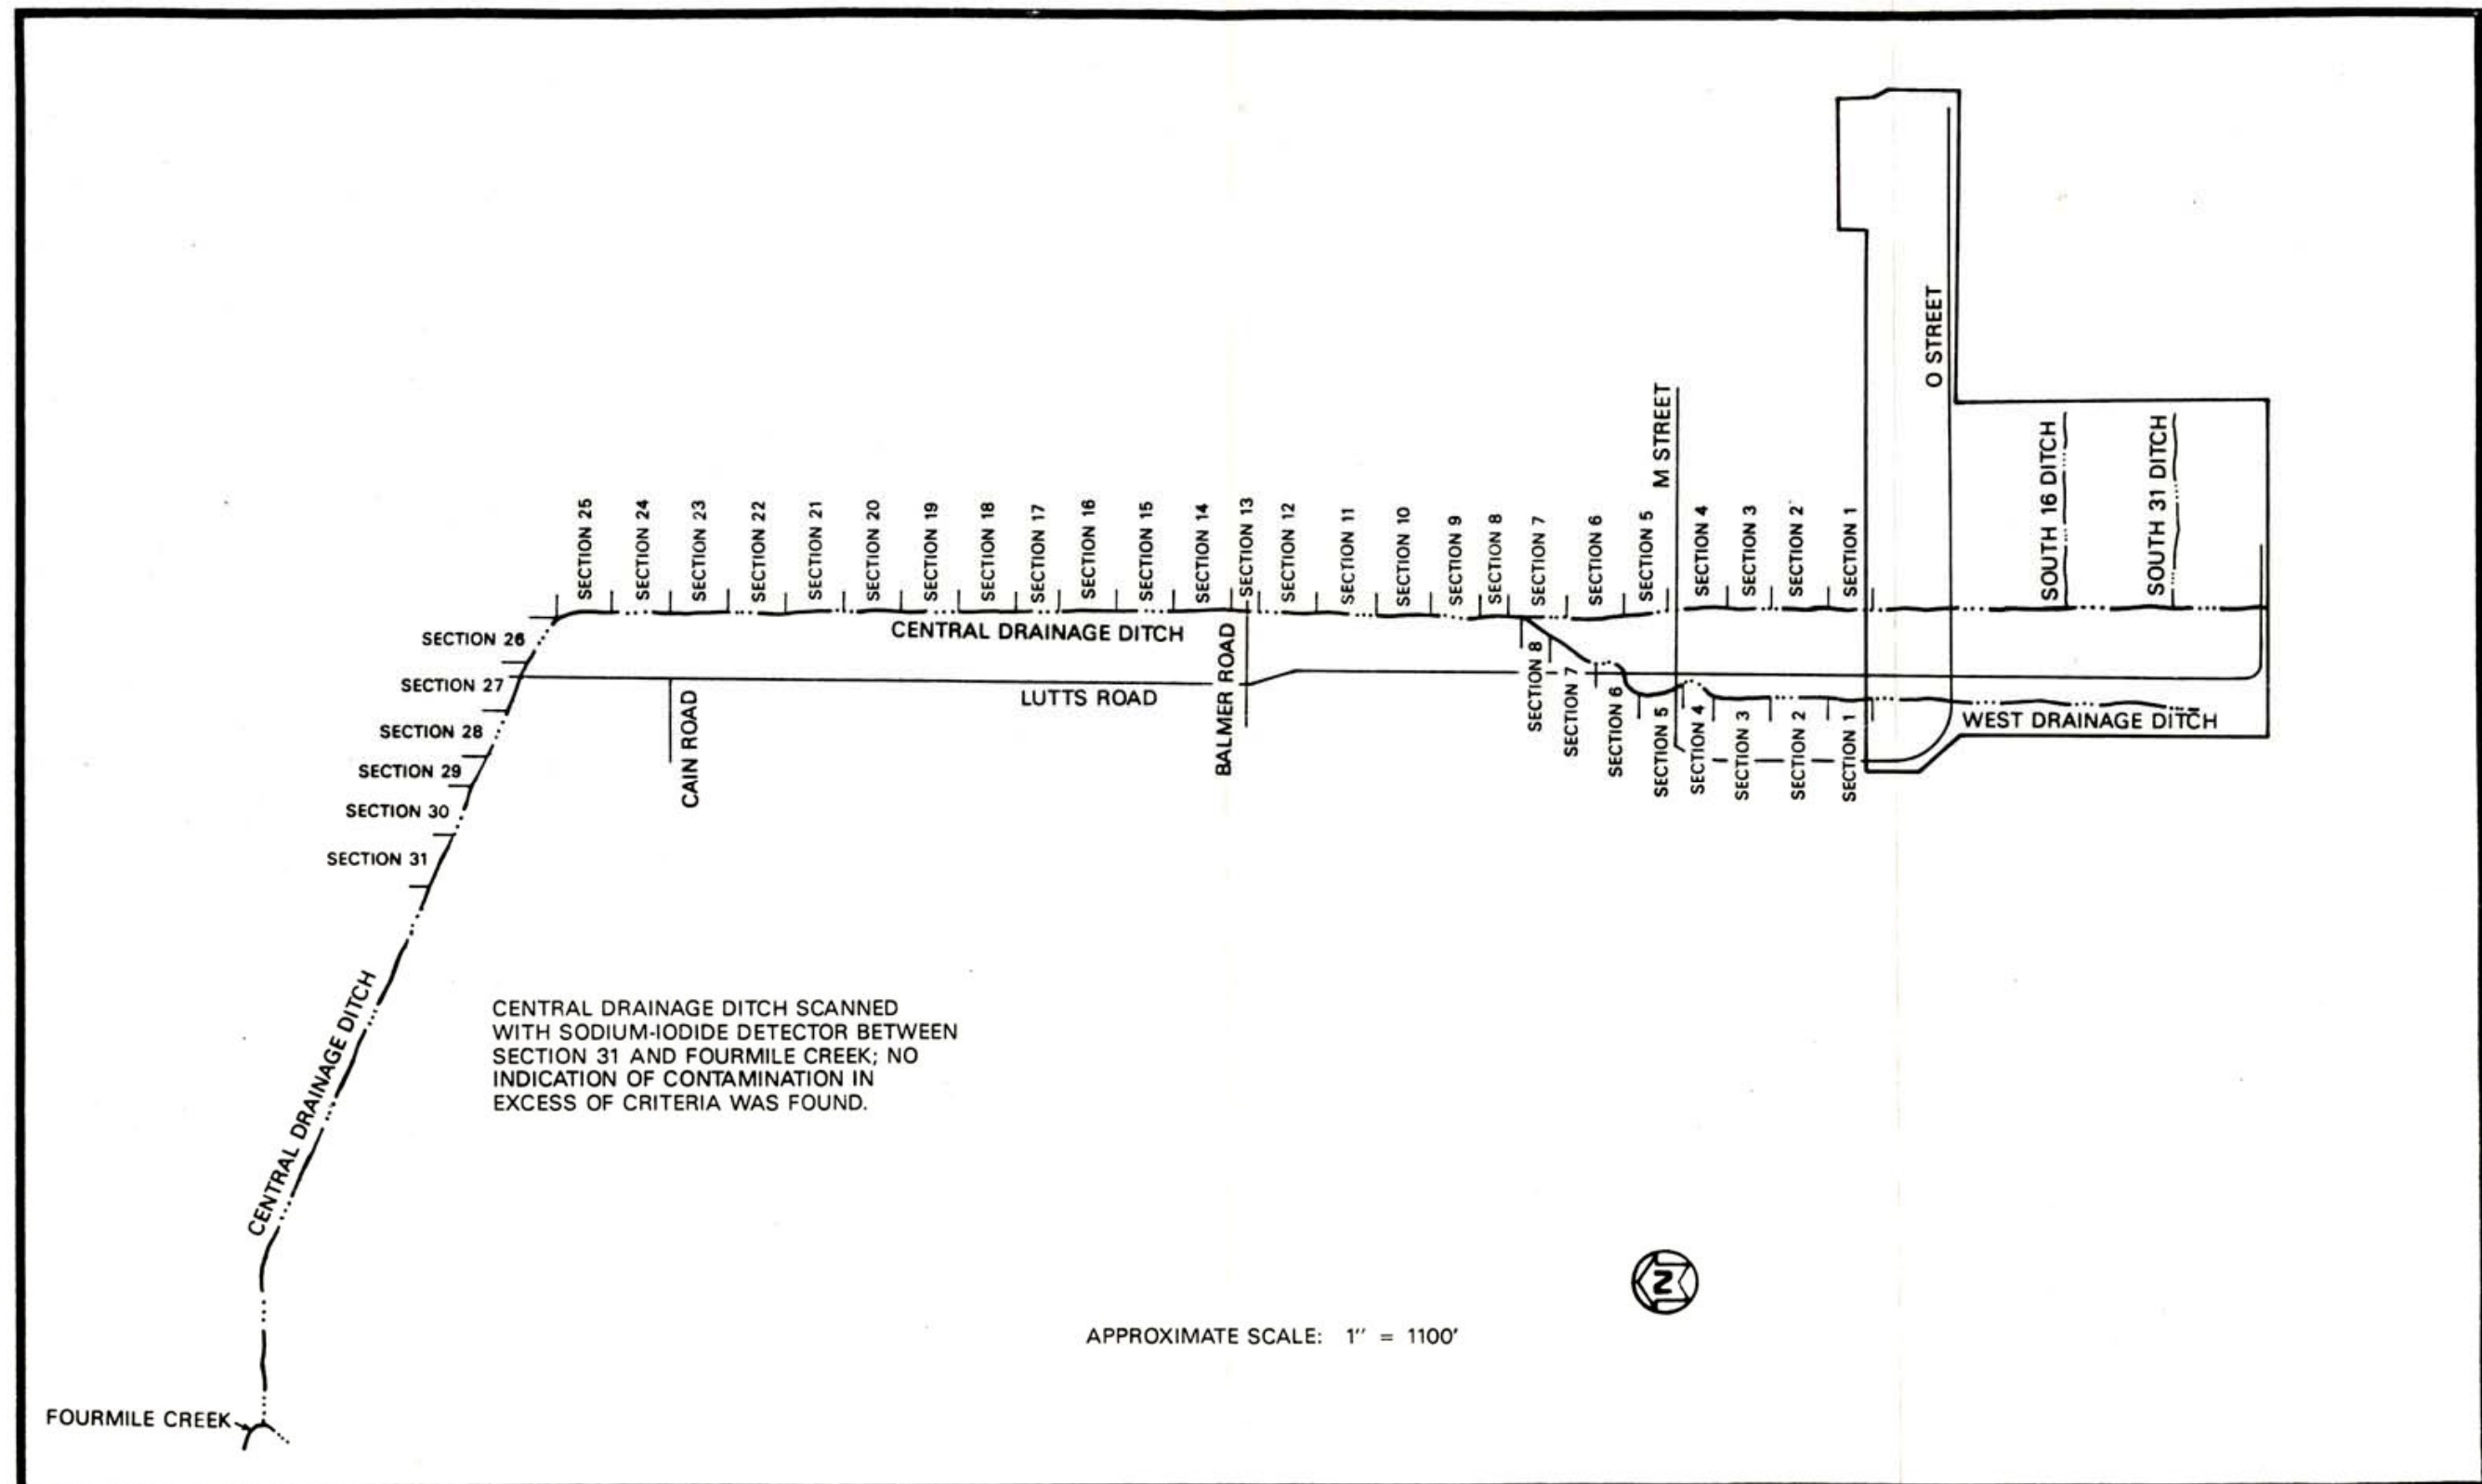 O STREET
M STREET
SOUTH 16 DITCH
SOUTH 31 DITCH
SECTION 25
SECTION 24
SECTION 23
SECTION 22
SECTION 21
SECTION 20
SECTION 19
SECTION 18
SECTION 17
SECTION 16
SECTION 15
SECTION 14
SECTION 13
SECTION 12
SECTION 11
SECTION 10
SECTION 9
SECTION 8
SECTION 7
SECTION 6
SECTION 5
SECTION 4
SECTION 3
SECTION 2
SECTION 1
CENTRAL DRAINAGE DITCH
SECTION 26
SECTION 27
SECTION 28
SECTION 29
SECTION 30
SECTION 31
LUTTS ROAD
CAIN ROAD
BALMER ROAD
SECTION 8
SECTION 7
SECTION 6
SECTION 5
SECTION 4
SECTION 3
SECTION 2
SECTION 1
WEST DRAINAGE DITCH
CENTRAL DRAINAGE DITCH
CENTRAL DRAINAGE DITCH SCANNED
WITH SODIUM-IODIDE DETECTOR BETWEEN
SECTION 31 AND FOURMILE CREEK; NO
INDICATION OF CONTAMINATION IN
EXCESS OF CRITERIA WAS FOUND.
N
APPROXIMATE SCALE: 1" = 1100'
FOURMILE CREEK